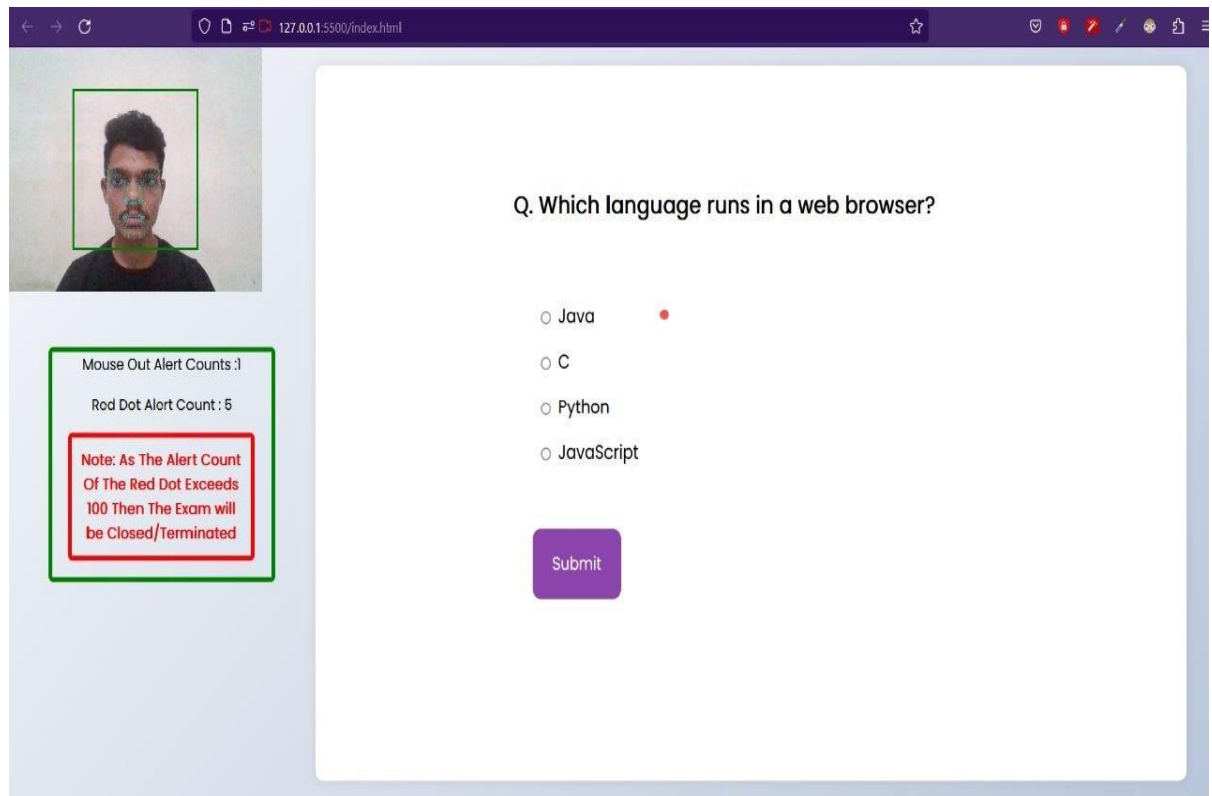 127.0.0.1:5500/index.html
Q. Which language runs in a web browser?
Java
C
Python
JavaScript
Submit
Mouse Out Alert Counts :1
Red Dot Alert Count : 5
Note: As The Alert Count
Of The Red Dot Exceeds
100 Then The Exam will
be Closed/Terminated